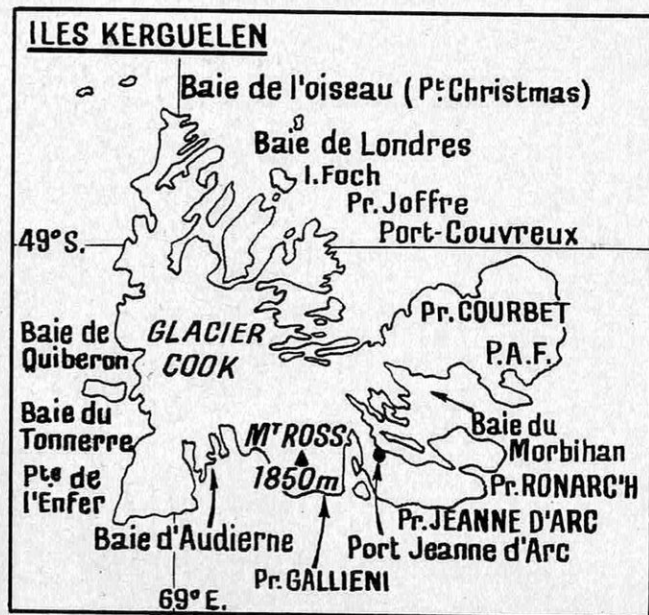 ILES KERGUELEN
Baie de l'oiseau (Pt Christmas)
Baie de Londres
I. Foch
Pr. Joffre
Port-Couvreux
49° S.
Pr. COURBET
GLACIER
COOK
Baie de
Quiberon
P.A.F.
Baie du
Tonnerre
Baie du
Morbihan
MT ROSS
1850m
Pte de
l'Enfer
Pr. RONARC'H
Pr. JEANNE D'ARC
Baie d'Audierne
Port Jeanne d'Arc
Pr. GALLIENI
69° E.